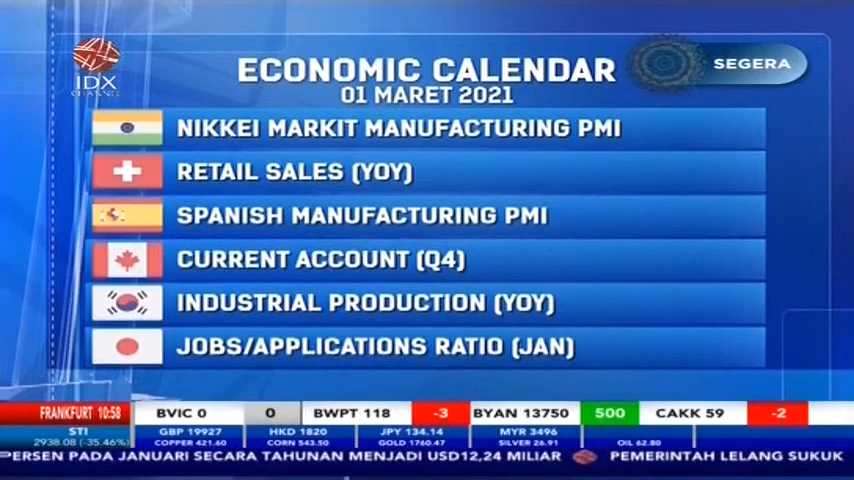 IDX
CHANNEL
ECONOMIC CALENDAR
SEGERA
01 MARET 2021
NIKKEI MARKIT MANUFACTURING PMI
RETAIL SALES (YOY)
SPANISH MANUFACTURING PMI
CURRENT ACCOUNT (Q4)
INDUSTRIAL PRODUCTION (YOY)
JOBS/APPLICATIONS RATIO (JAN)
FRANKFURT 10:58 BVIC 0 0 BWPT 118 -3 BYAN 13750 500 CAKK 59 -2
STI GBP 19927 HKD 1820 JPY 134.14 MYR 3496
2938.08 (-35.46%) COPPER 421.60 CORN 543.50 GOLD 1760.47 SILVER 26.91 OIL 62.80
PERSEN PADA JANUARI SECARA TAHUNAN MENJADI USD12,24 MILIAR PEMERINTAH LELANG SUKUK